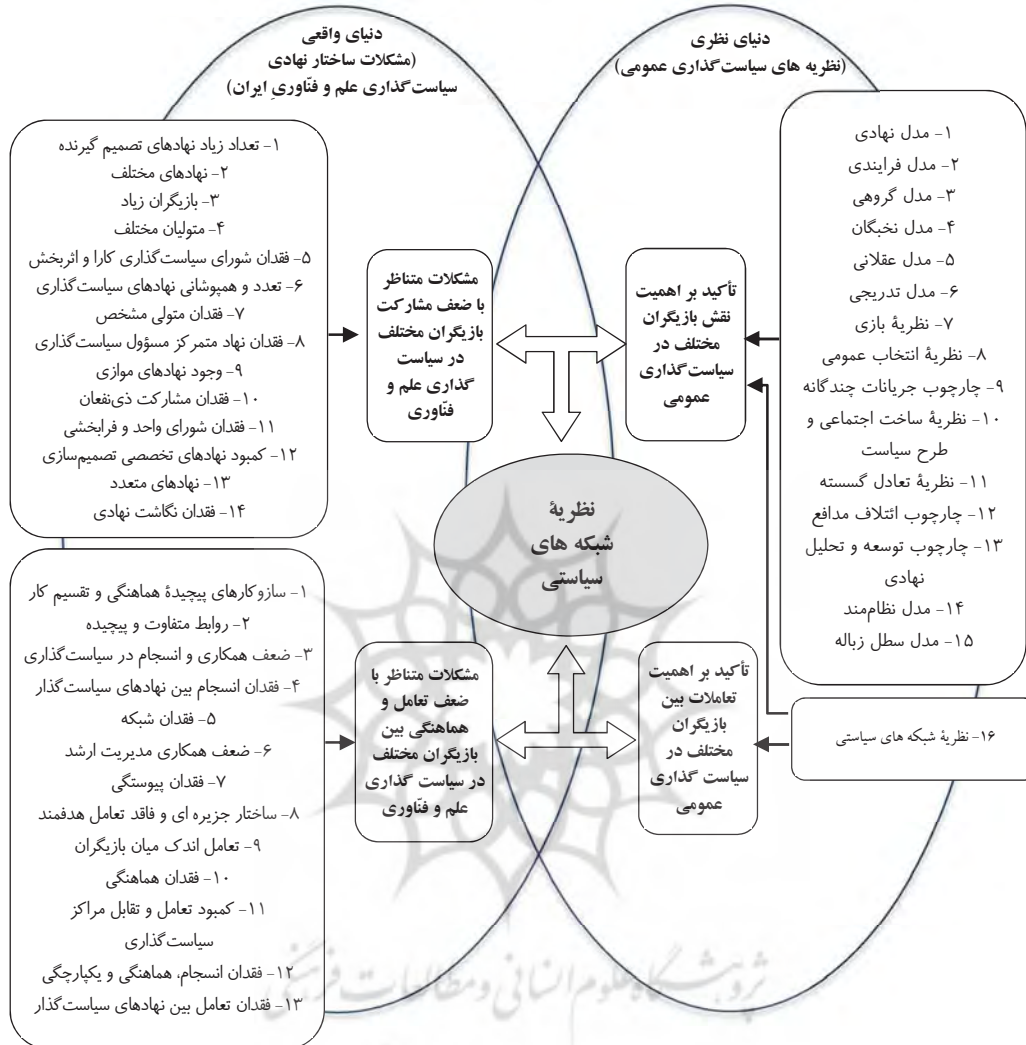 دنیای نظری
(نظریه های سیاست‌گذاری عمومی)
دنیای واقعی
(مشکلات ساختار نهادی
سیاست‌گذاری علم و فنّاوریِ ایران)
۱- مدل نهادی
۲- مدل فرایندی
۳- مدل گروهی
۴- مدل نخبگان
۵- مدل عقلانی
۶- مدل تدریجی
۷- نظریهٔ بازی
۸- نظریهٔ انتخاب عمومی
۹- چارچوب جریانات چندگانه
۱۰- نظریهٔ ساخت اجتماعی و
طرح سیاست
۱۱- نظریهٔ تعادل گسسته
۱۲- چارچوب ائتلاف مدافع
۱۳- چارچوب توسعه و تحلیل
نهادی
۱۴- مدل نظام‌مند
۱۵- مدل سطل زباله
۱۶- نظریهٔ شبکه های سیاستی
تأکید بر اهمیت
نقش بازیگران
مختلف در
سیاست‌گذاری
عمومی
تأکید بر اهمیت
تعاملات بین
بازیگران
مختلف در
سیاست گذاری
عمومی
نظریهٔ
شبکه های
سیاستی
مشکلات متناظر
با ضعف مشارکت
بازیگران مختلف
در سیاست
گذاری علم و
فنّاوری
مشکلات متناظر با
ضعف تعامل و
هماهنگی بین
بازیگران مختلف
در سیاست گذاری
علم و فنّاوری
۱- تعداد زیاد نهادهای تصمیم گیرنده
۲- نهادهای مختلف
۳- بازیگران زیاد
۴- متولیان مختلف
۵- فقدان شورای سیاست‌گذاری کارا و اثربخش
۶- تعدد و همپوشانی نهادهای سیاست‌گذاری
۷- فقدان متولی مشخص
۸- فقدان نهاد متمرکز مسؤول سیاست‌گذاری
۹- وجود نهادهای موازی
۱۰- فقدان مشارکت ذی‌نفعان
۱۱- فقدان شورای واحد و فرابخشی
۱۲- کمبود نهادهای تخصصی تصمیم‌سازی
۱۳- نهادهای متعدد
۱۴- فقدان نگاشت نهادی
۱- سازوکارهای پیچیدهٔ هماهنگی و تقسیم کار
۲- روابط متفاوت و پیچیده
۳- ضعف همکاری و انسجام در سیاست‌گذاری
۴- فقدان انسجام بین نهادهای سیاست‌گذار
۵- فقدان شبکه
۶- ضعف همکاری مدیریت ارشد
۷- فقدان پیوستگی
۸- ساختار جزیره ای و فاقد تعامل هدفمند
۹- تعامل اندک میان بازیگران
۱۰- فقدان هماهنگی
۱۱- کمبود تعامل و تقابل مراکز
سیاست‌گذاری
۱۲- فقدان انسجام، هماهنگی و یکپارچگی
۱۳- فقدان تعامل بین نهادهای سیاست‌گذار
پژوهشگاه علوم انسانی و مطالعات فرهنگی